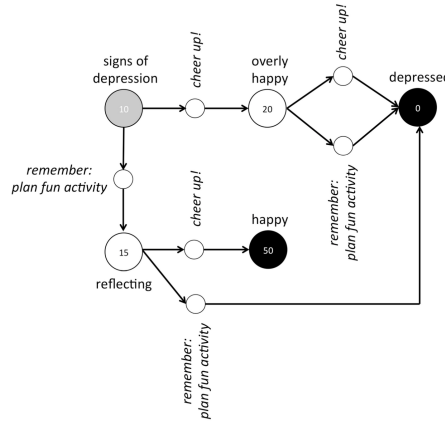 signs of
depression
10
cheer up!
overly
happy
20
cheer up!
depressed
0
remember:
plan fun activity
remember:
plan fun activity
15
reflecting
cheer up!
happy
50
remember:
plan fun activity